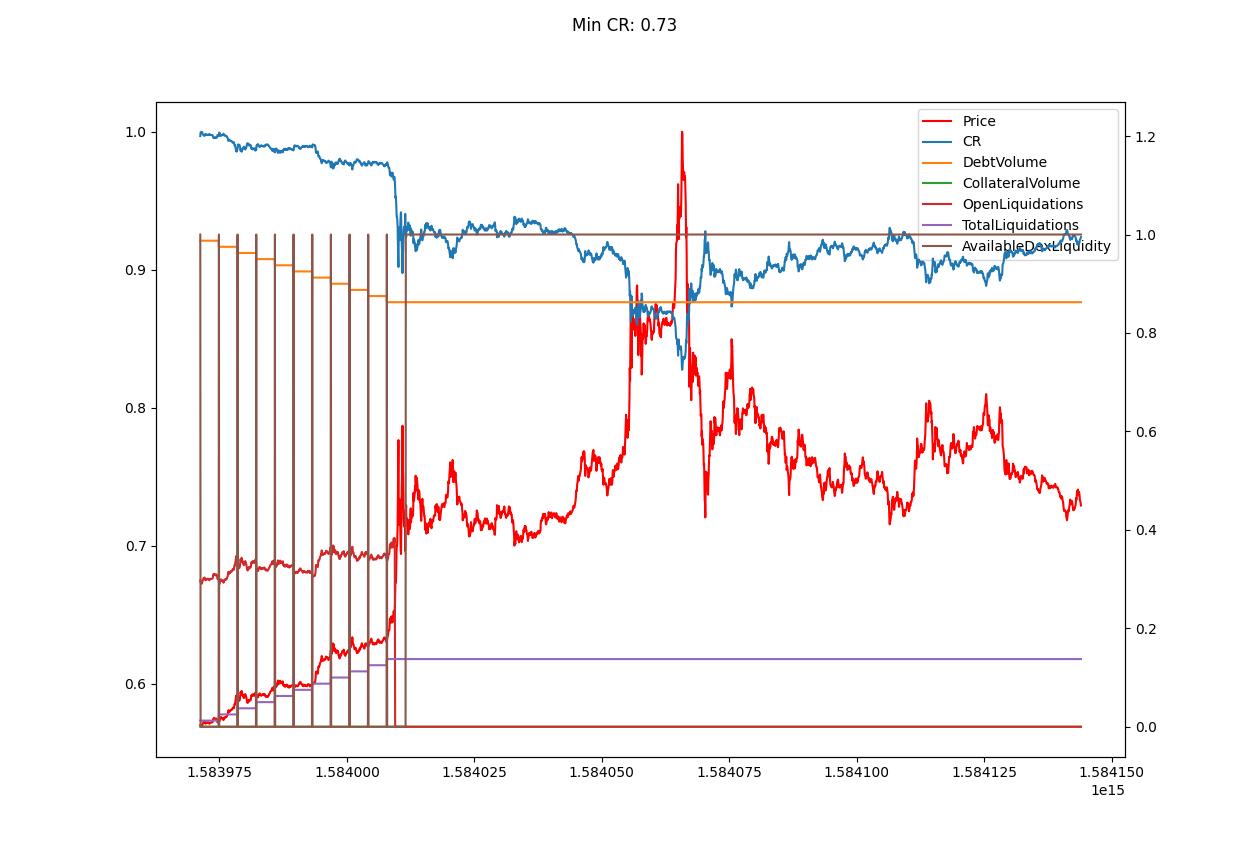 Min CR: 0.73
1.0
0.9
0.8
0.7
0.6
1.2
1.0
0.8
0.6
0.4
0.2
0.0
Price
CR
DebtVolume
CollateralVolume
OpenLiquidations
TotalLiquidations
AvailableDexLiquidity
1.583975
1.584000
1.584025
1.584050
1.584075
1.584100
1.584125
1.584150
1e15